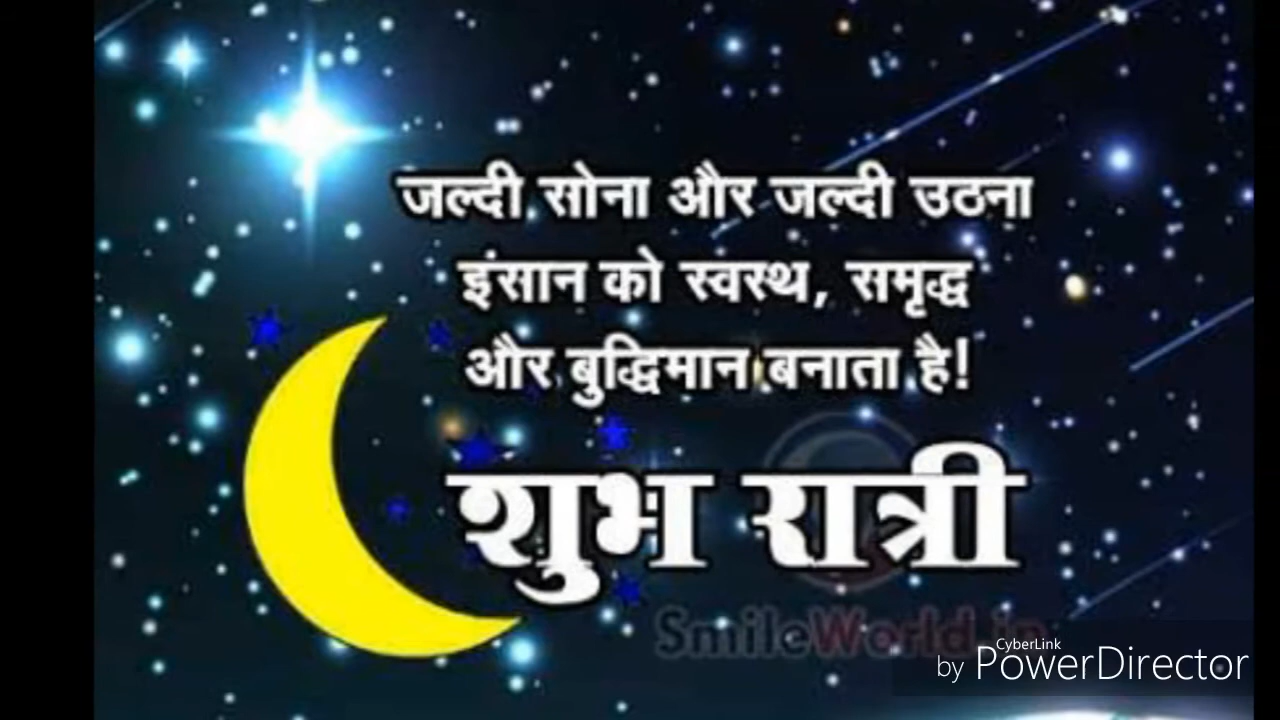 जल्दी सोना और जल्दी उठना
इंसान को स्वस्थ, समृद्ध
और बुद्धिमान बनाता है!
शुभ रात्री
SmileWorld.in
CyberLink
by PowerDirector